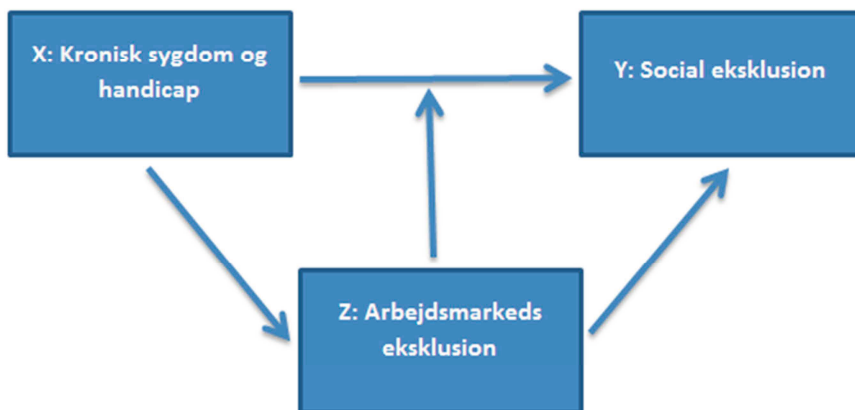 X: Kronisk sygdom og
handicap
Y: Social eksklusion
Z: Arbejdsmarkeds
eksklusion